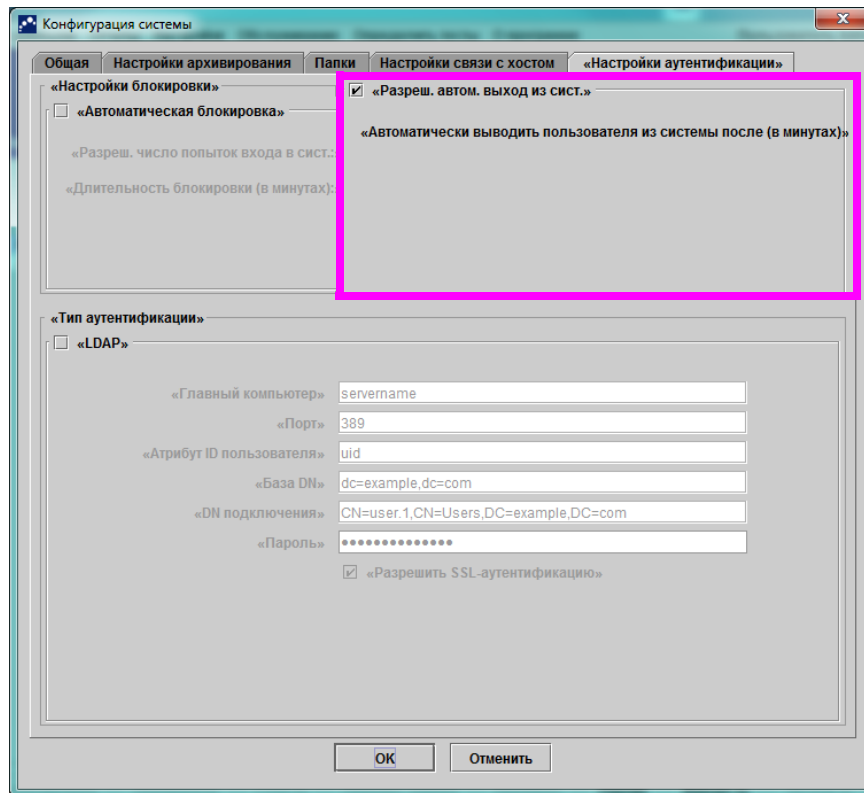 Конфигурация системы
Общая Настройки архивирования Папки Настройки связи с хостом «Настройки аутентификации»
«Настройки блокировки»
«Автоматическая блокировка»
«Разреш. число попыток входа в сист.:
«Длительность блокировки (в минутах):
«Разреш. автом. выход из сист.»
«Автоматически выводить пользователя из системы после (в минутах)»
«Тип аутентификации»
«LDAP»
«Главный компьютер» servername
«Порт» 389
«Атрибут ID пользователя» uid
«База DN» dc=example,dc=com
«DN подключения» CN=user.1,CN=Users,DC=example,DC=com
«Пароль» ••••••••••••••
«Разрешить SSL-аутентификацию»
OK Отменить